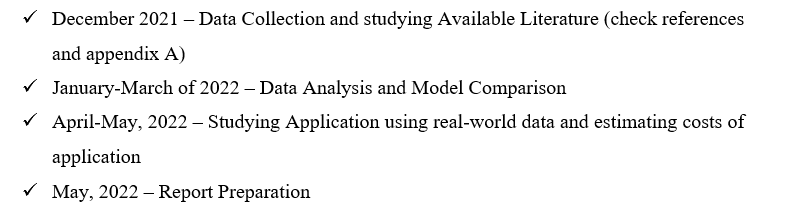 ✓ December 2021 – Data Collection and studying Available Literature (check references
and appendix A)
✓ January-March of 2022 – Data Analysis and Model Comparison
✓ April-May, 2022 – Studying Application using real-world data and estimating costs of
application
✓ May, 2022 – Report Preparation